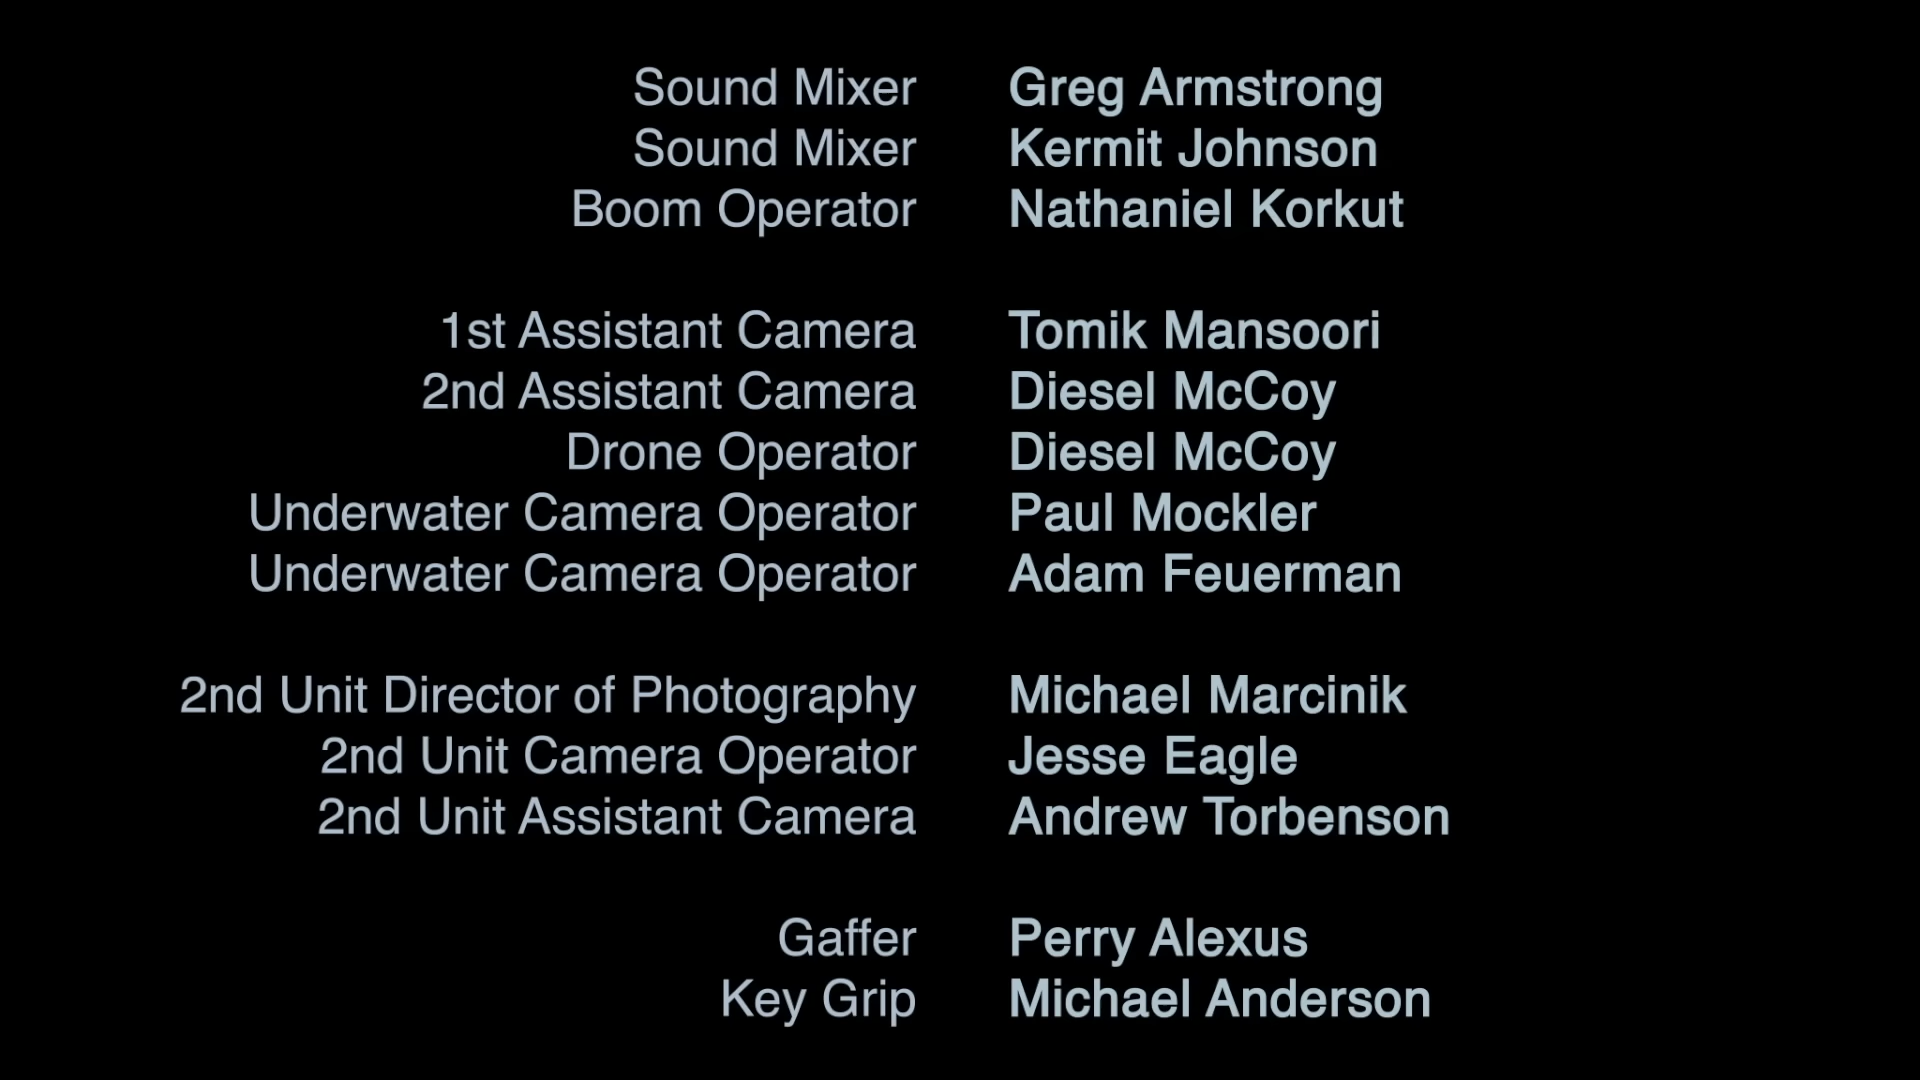 Sound Mixer Greg Armstrong
Sound Mixer Kermit Johnson
Boom Operator Nathaniel Korkut
1st Assistant Camera Tomik Mansoori
2nd Assistant Camera Diesel McCoy
Drone Operator Diesel McCoy
Underwater Camera Operator Paul Mockler
Underwater Camera Operator Adam Feuerman
2nd Unit Director of Photography Michael Marcinik
2nd Unit Camera Operator Jesse Eagle
2nd Unit Assistant Camera Andrew Torbenson
Gaffer Perry Alexus
Key Grip Michael Anderson